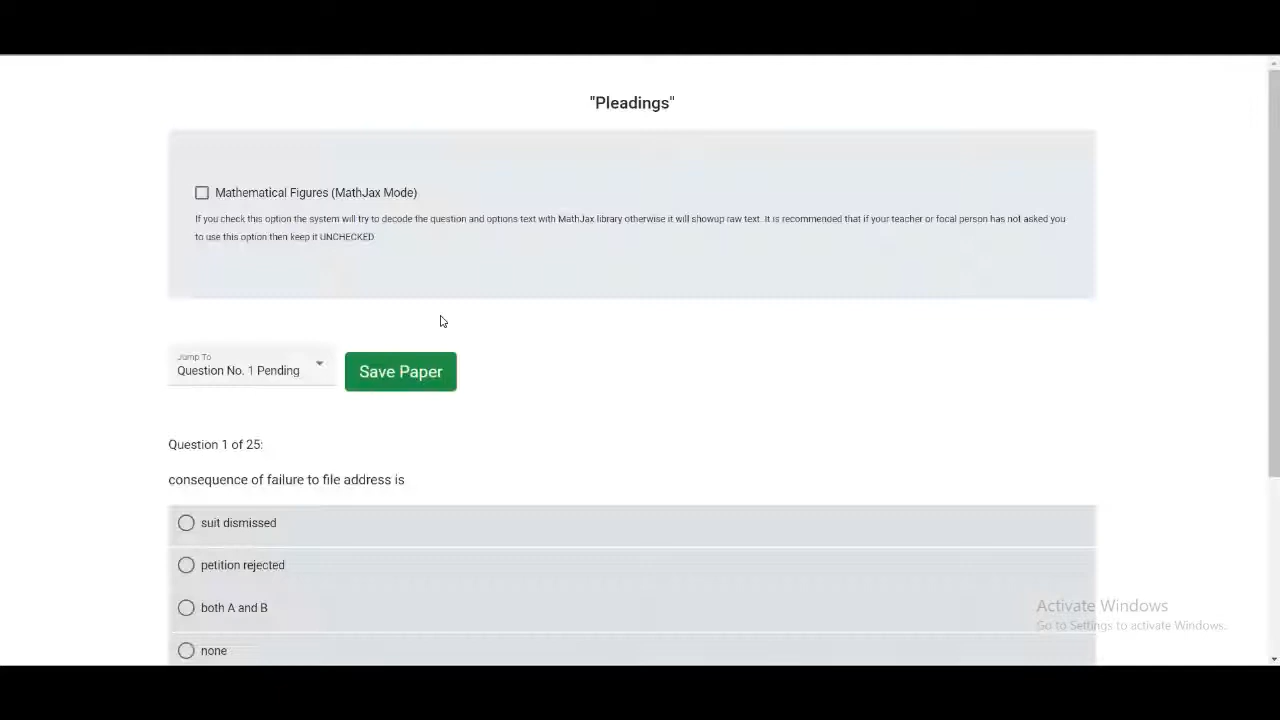 "Pleadings"
Mathematical Figures (MathJax Mode)
If you check this option the system will try to decode the question and options text with MathJax library otherwise it will showup raw text. It is recommended that if your teacher or focal person has not asked you
to use this option then keep it UNCHECKED
Jump To
Question No. 1 Pending
Save Paper
Question 1 of 25:
consequence of failure to file address is
suit dismissed
petition rejected
both A and B
none
Activate Windows
Go to Settings to activate Windows.